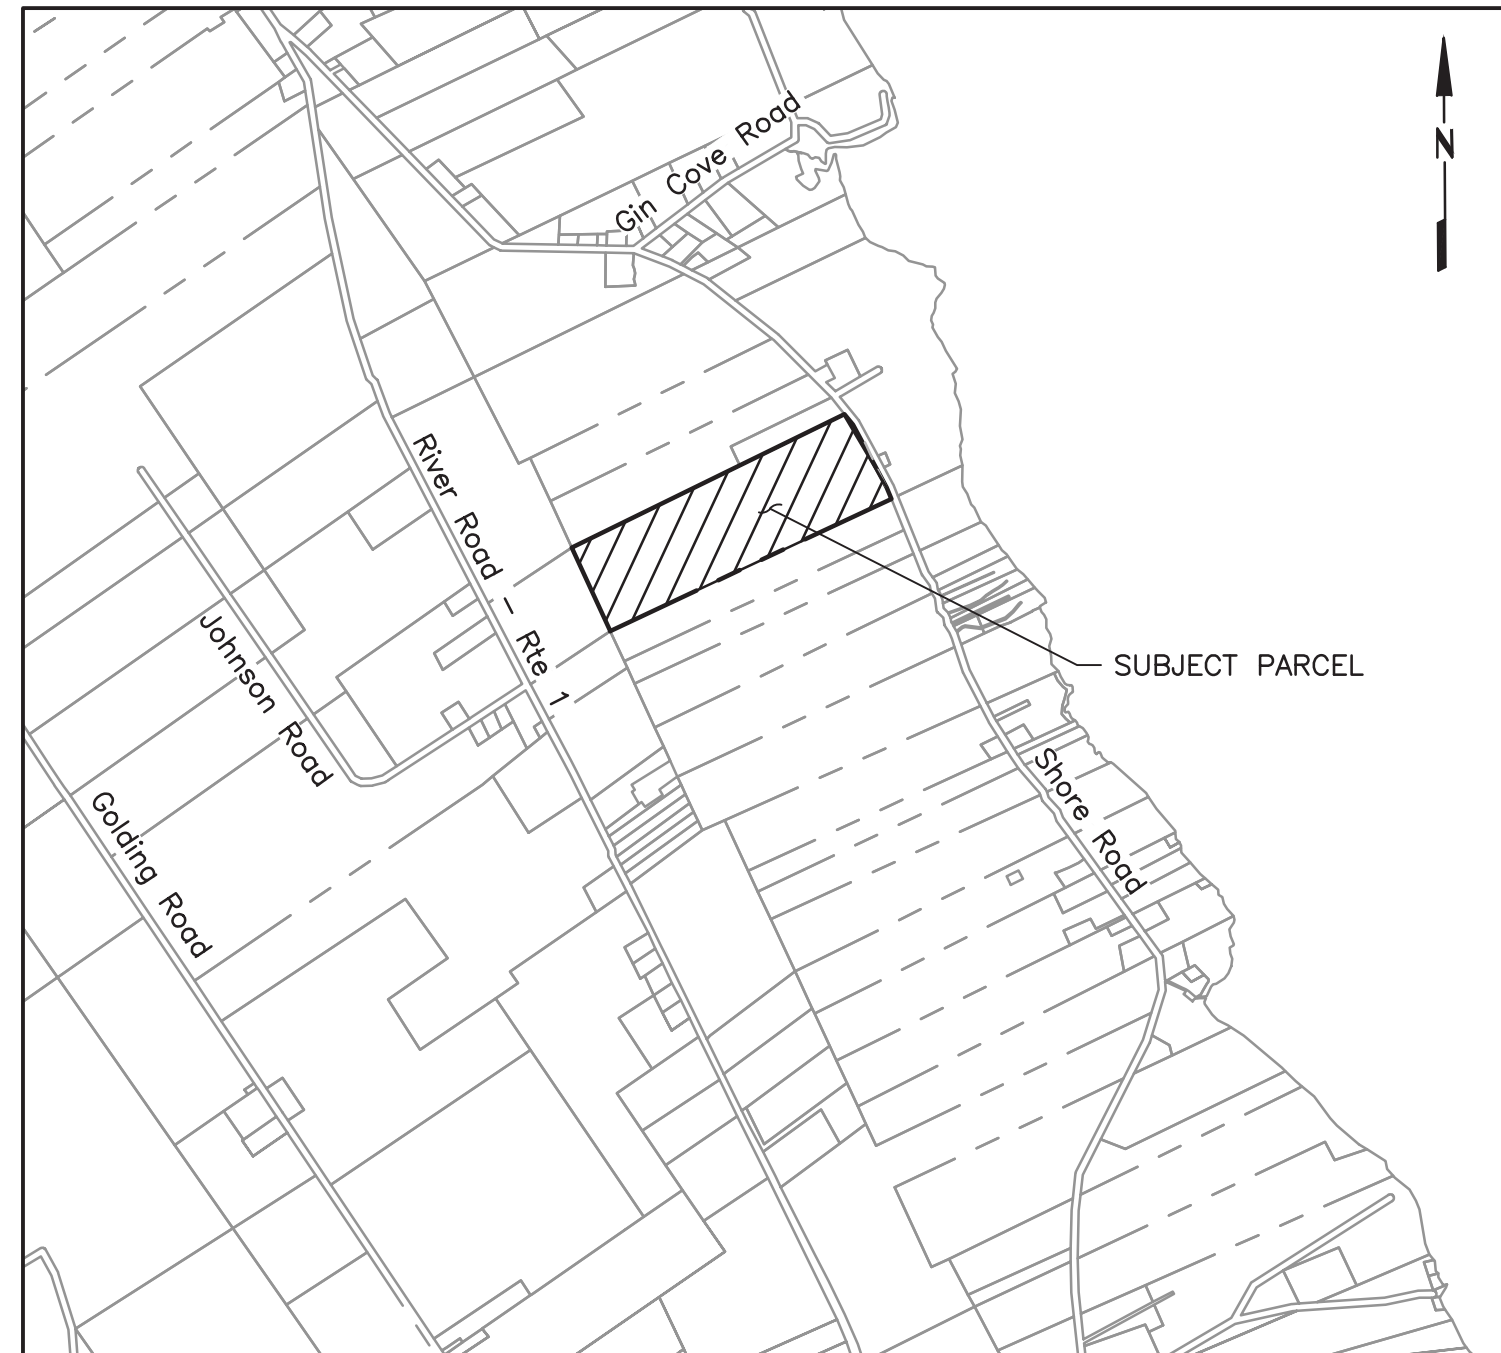 N
Gin Cove Road
River Road – Rte 1
SUBJECT PARCEL
Johnson Road
Shore Road
Golding Road